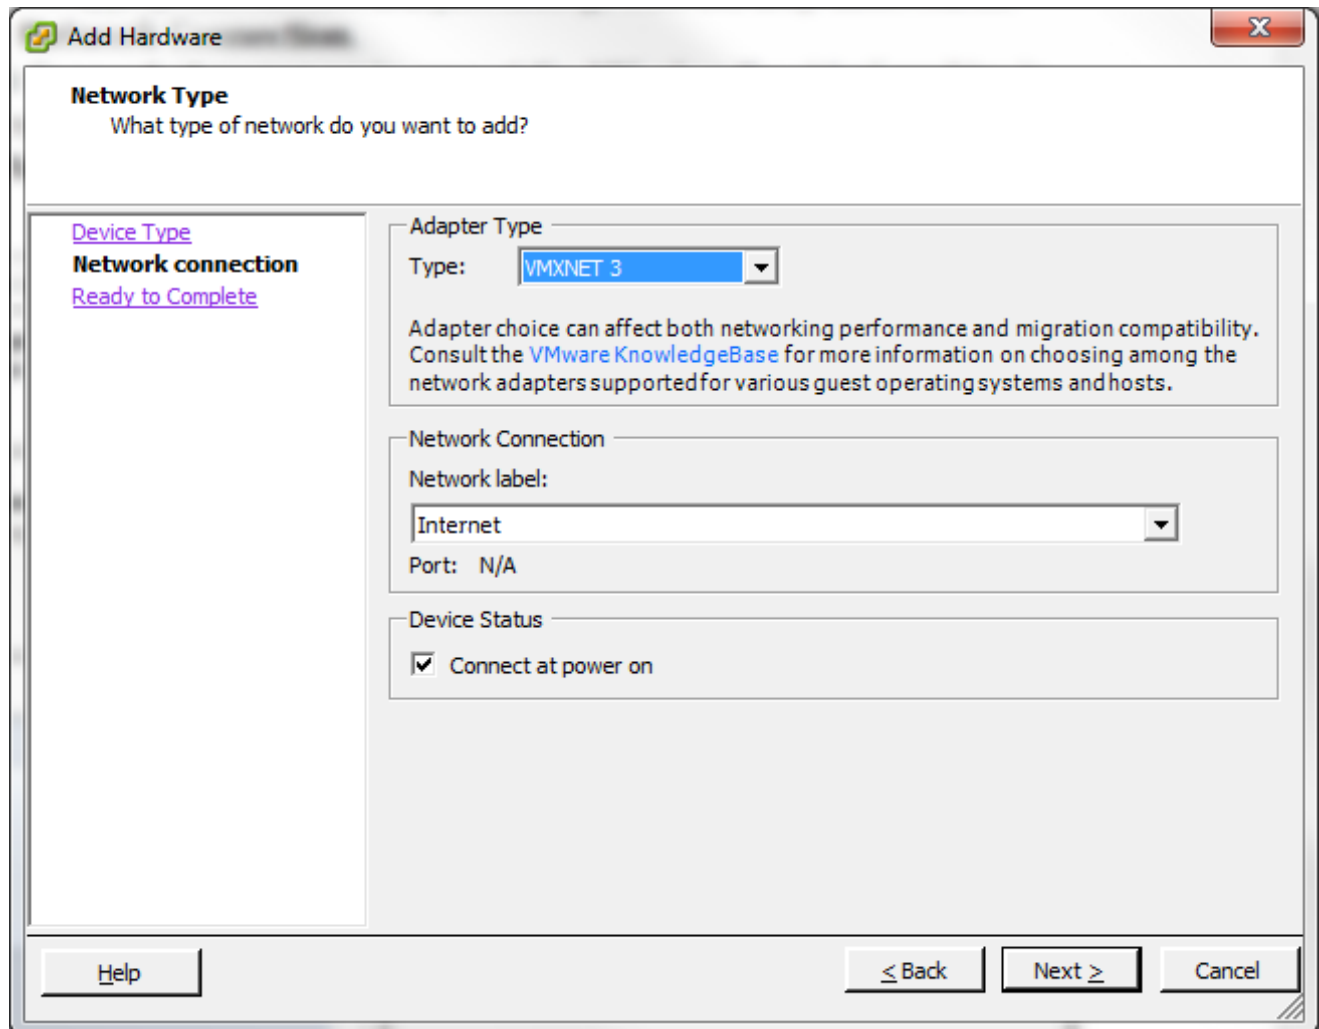 Add Hardware
Network Type
What type of network do you want to add?
Device Type
Network connection
Ready to Complete
Adapter Type
Type: VMXNET 3
Adapter choice can affect both networking performance and migration compatibility.
Consult the VMware KnowledgeBase for more information on choosing among the
network adapters supported for various guest operating systems and hosts.
Network Connection
Network label:
Internet
Port: N/A
Device Status
Connect at power on
Help
< Back
Next >
Cancel